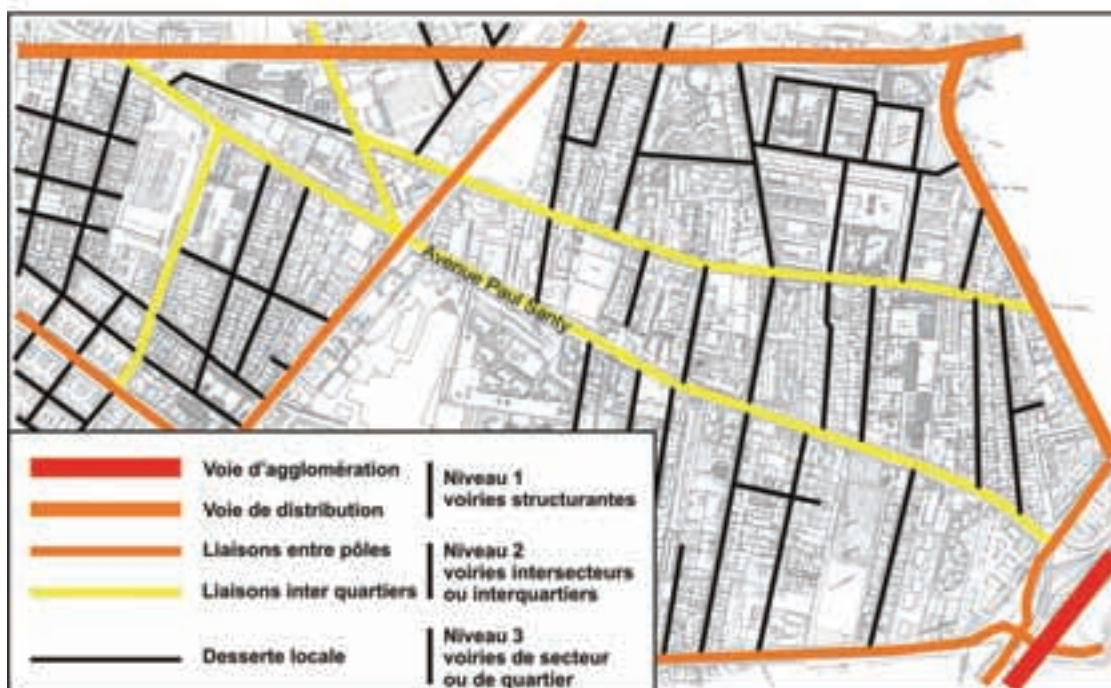 Avenue Paul Santy
Voie d'agglomération
Voie de distribution
Niveau 1
voiries structurantes
Liaisons entre pôles
Liaisons inter quartiers
Niveau 2
voiries intersecteurs
ou interquartiers
Desserte locale
Niveau 3
voiries de secteur
ou de quartier